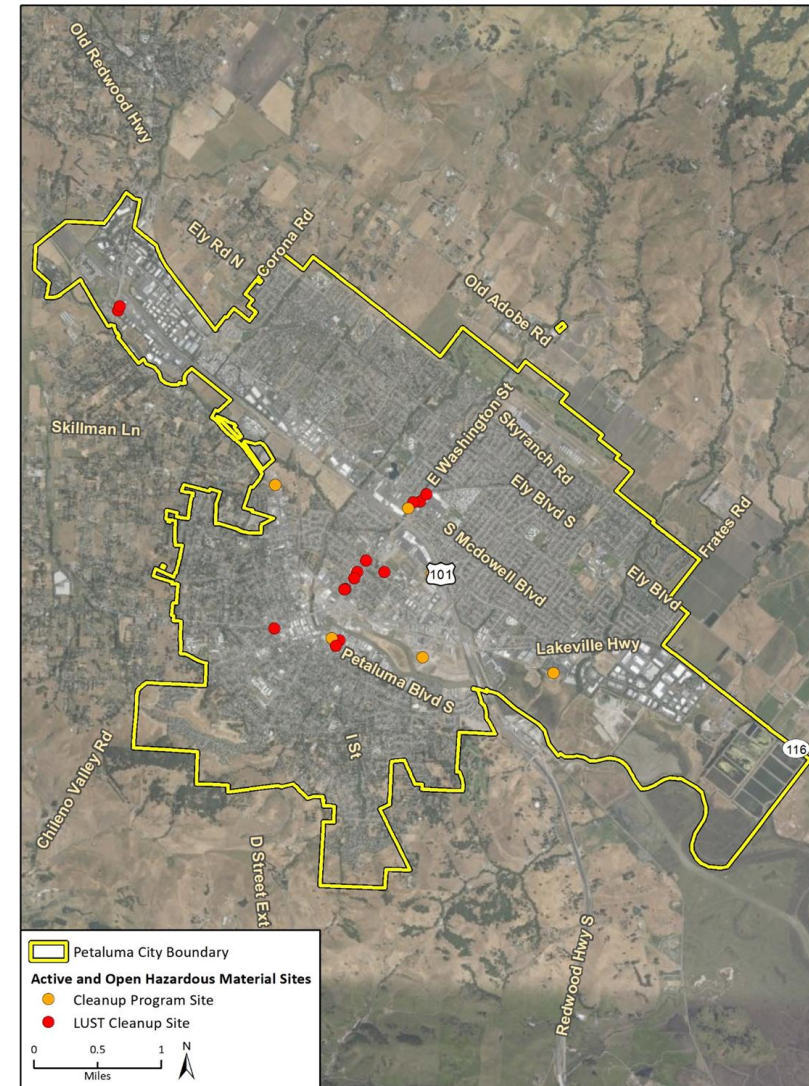 Old Redwood Hwy
Ely Rd N
Corona Rd
Old Adobe Rd
Skillman Ln
E Washington St
Skyranch Rd
Ely Blvd S
Frates Rd
S Mcdowell Blvd
101
Ely Blvd
Lakeville Hwy
Petaluma Blvd S
I St
116
Chileno Valley Rd
D Street Ext
Redwood Hwy S
Petaluma City Boundary
Active and Open Hazardous Material Sites
Cleanup Program Site
LUST Cleanup Site
0 0.5 1
Miles
N